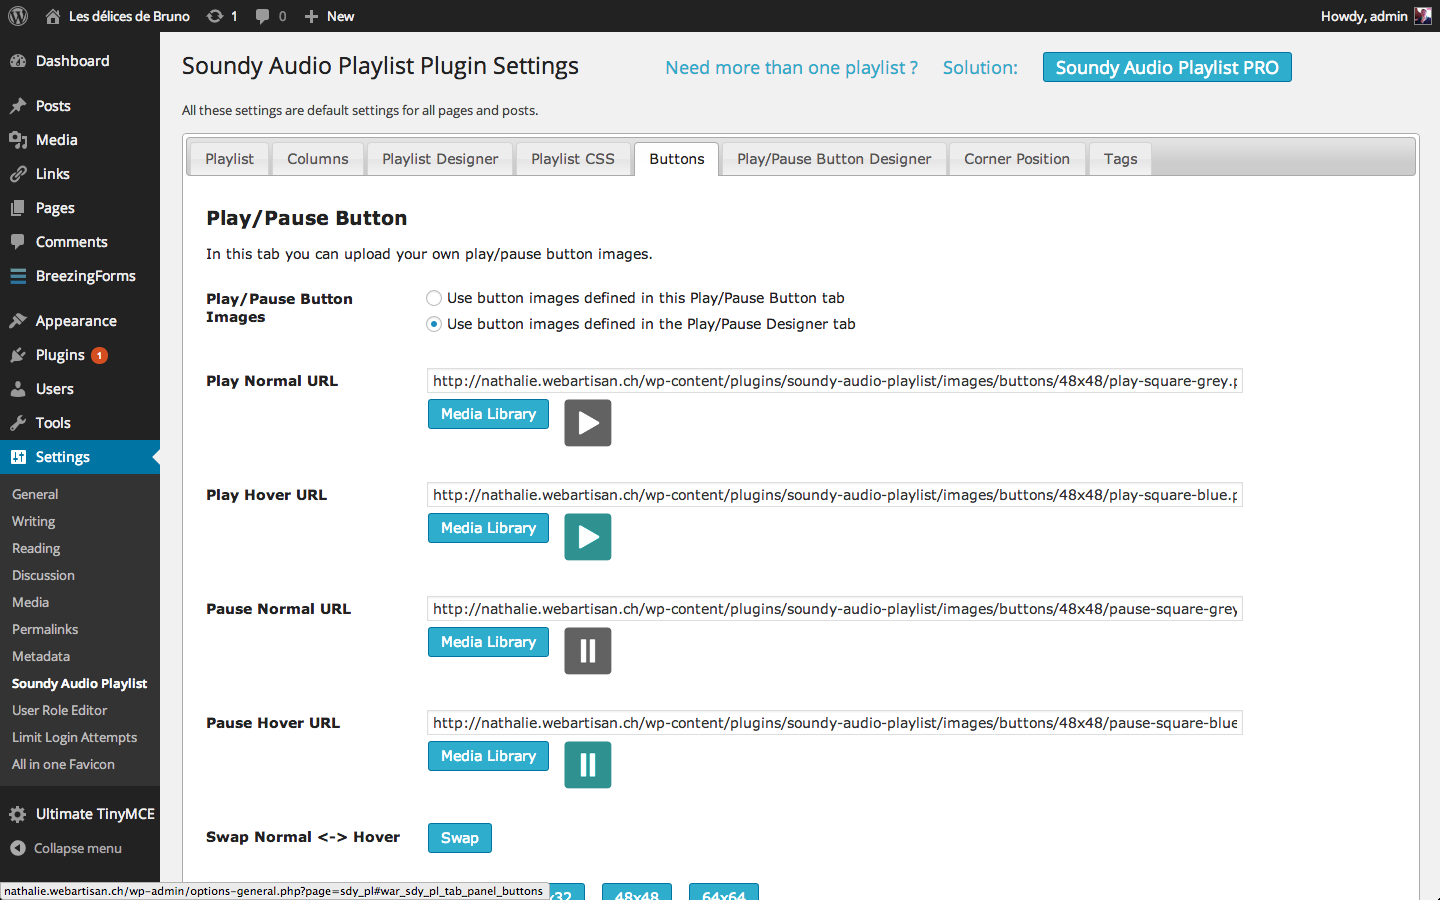 Les délices de Bruno 1 0 New Howdy, admin
Dashboard
Posts
Media
Links
Pages
Comments
BreezingForms
Appearance
Plugins 1
Users
Tools
Settings
General
Writing
Reading
Discussion
Media
Permalinks
Metadata
Soundy Audio Playlist
User Role Editor
Limit Login Attempts
All in one Favicon
Ultimate TinyMCE
Collapse menu
Soundy Audio Playlist Plugin Settings Need more than one playlist ? Solution: Soundy Audio Playlist PRO
All these settings are default settings for all pages and posts.
Playlist Columns Playlist Designer Playlist CSS Buttons Play/Pause Button Designer Corner Position Tags
Play/Pause Button
In this tab you can upload your own play/pause button images.
Play/Pause Button
Images
Use button images defined in this Play/Pause Button tab
Use button images defined in the Play/Pause Designer tab
Play Normal URL http://nathalie.webartisan.ch/wp-content/plugins/soundy-audio-playlist/images/buttons/48x48/play-square-grey.p
Media Library
Play Hover URL http://nathalie.webartisan.ch/wp-content/plugins/soundy-audio-playlist/images/buttons/48x48/play-square-blue.p
Media Library
Pause Normal URL http://nathalie.webartisan.ch/wp-content/plugins/soundy-audio-playlist/images/buttons/48x48/pause-square-grey
Media Library
Pause Hover URL http://nathalie.webartisan.ch/wp-content/plugins/soundy-audio-playlist/images/buttons/48x48/pause-square-blue
Media Library
Swap Normal <-> Hover Swap
x32 48x48 64x64
nathalie.webartisan.ch/wp-admin/options-general.php?page=sdy_pl#war_sdy_pl_tab_panel_buttons